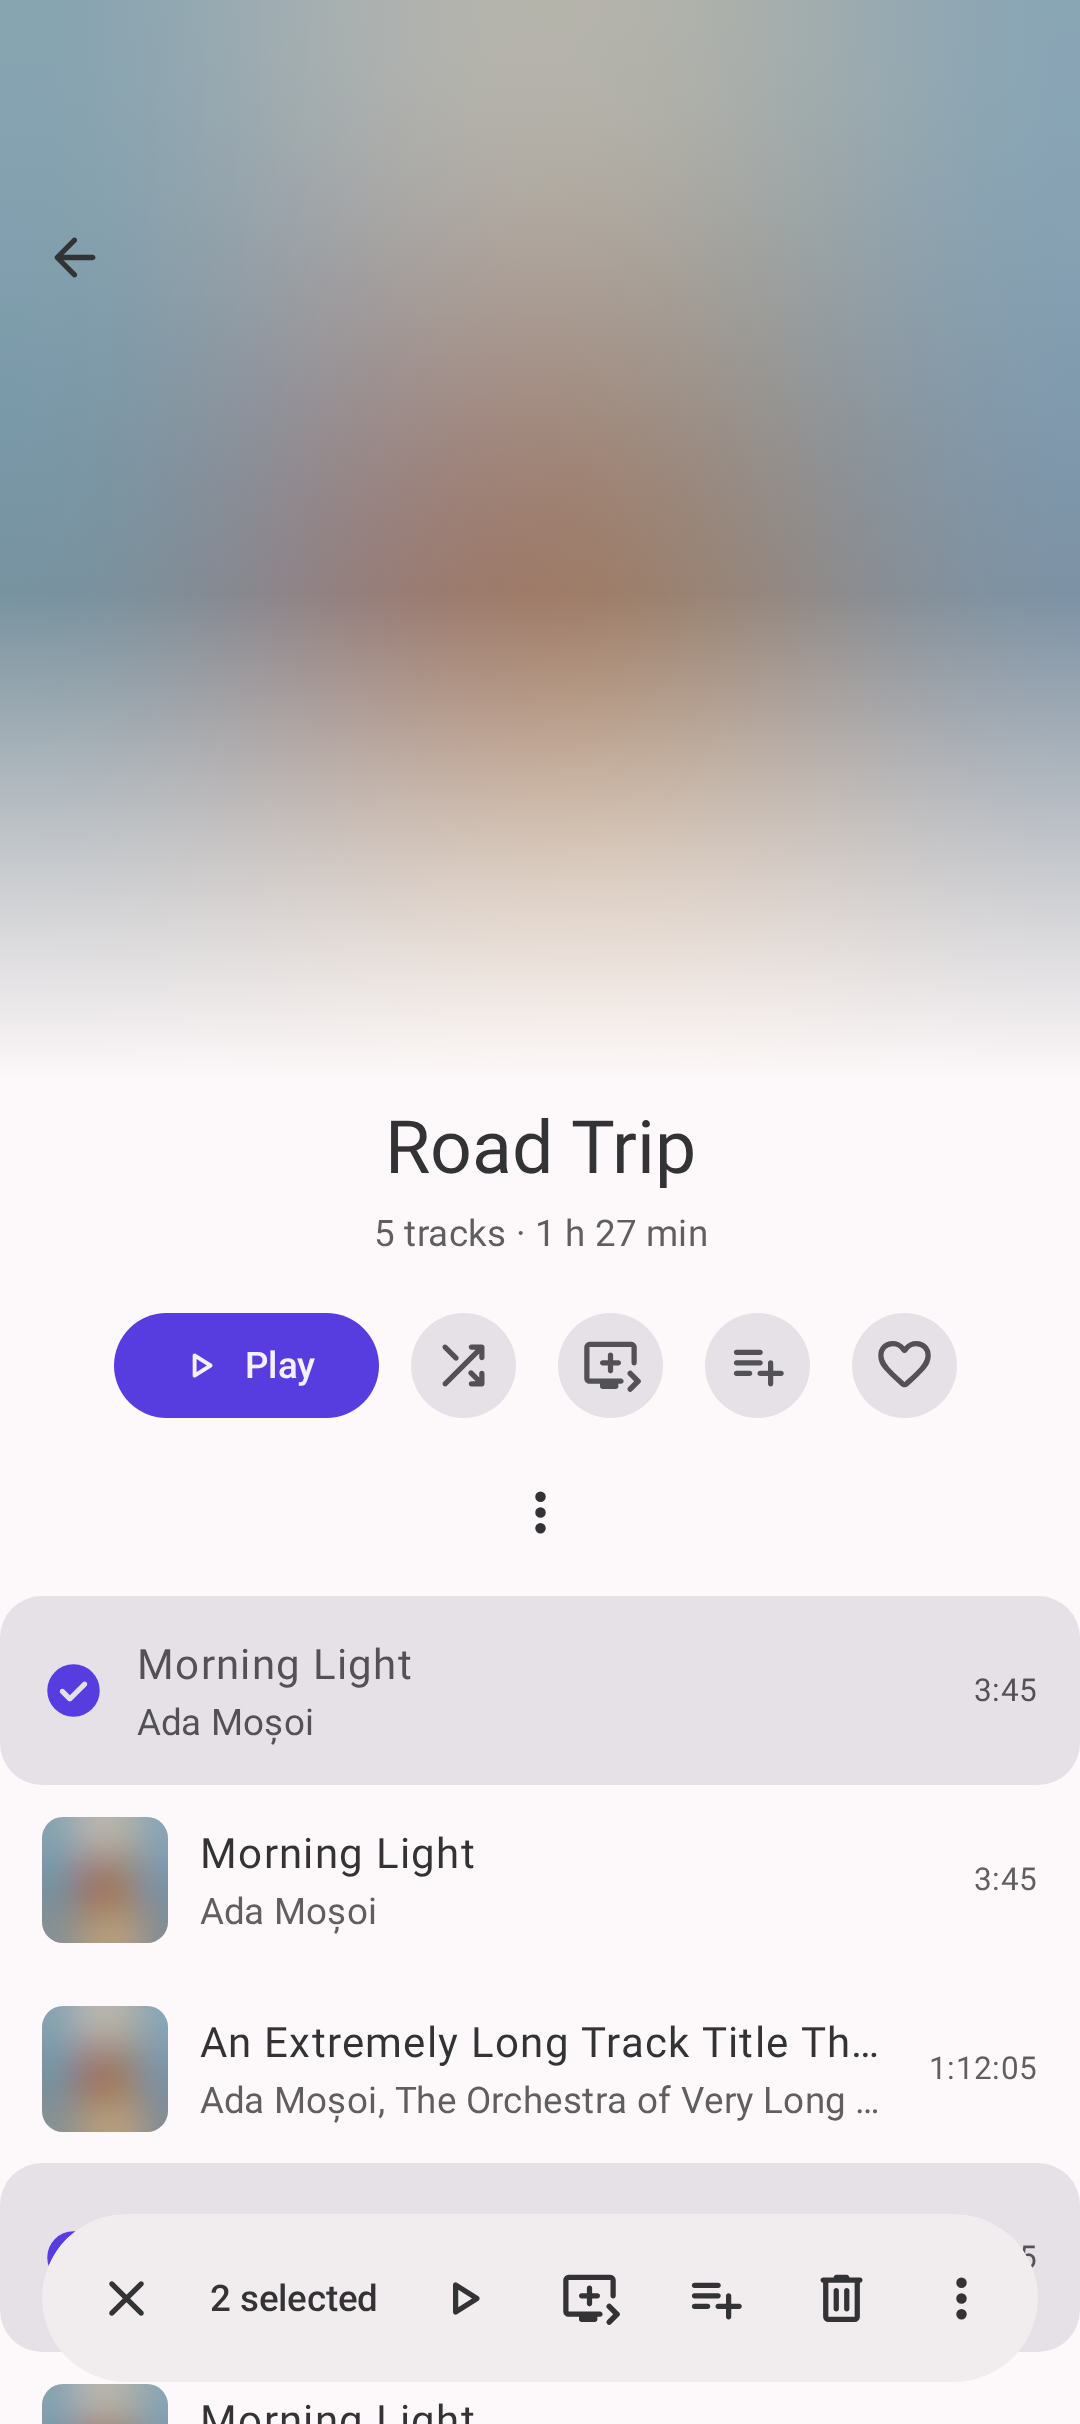 Road Trip
5 tracks · 1 h 27 min
Play
Morning Light
Ada Moșoi
3:45
Morning Light
Ada Moșoi
3:45
An Extremely Long Track Title Th…
Ada Moșoi, The Orchestra of Very Long …
1:12:05
2 selected
Morning Light